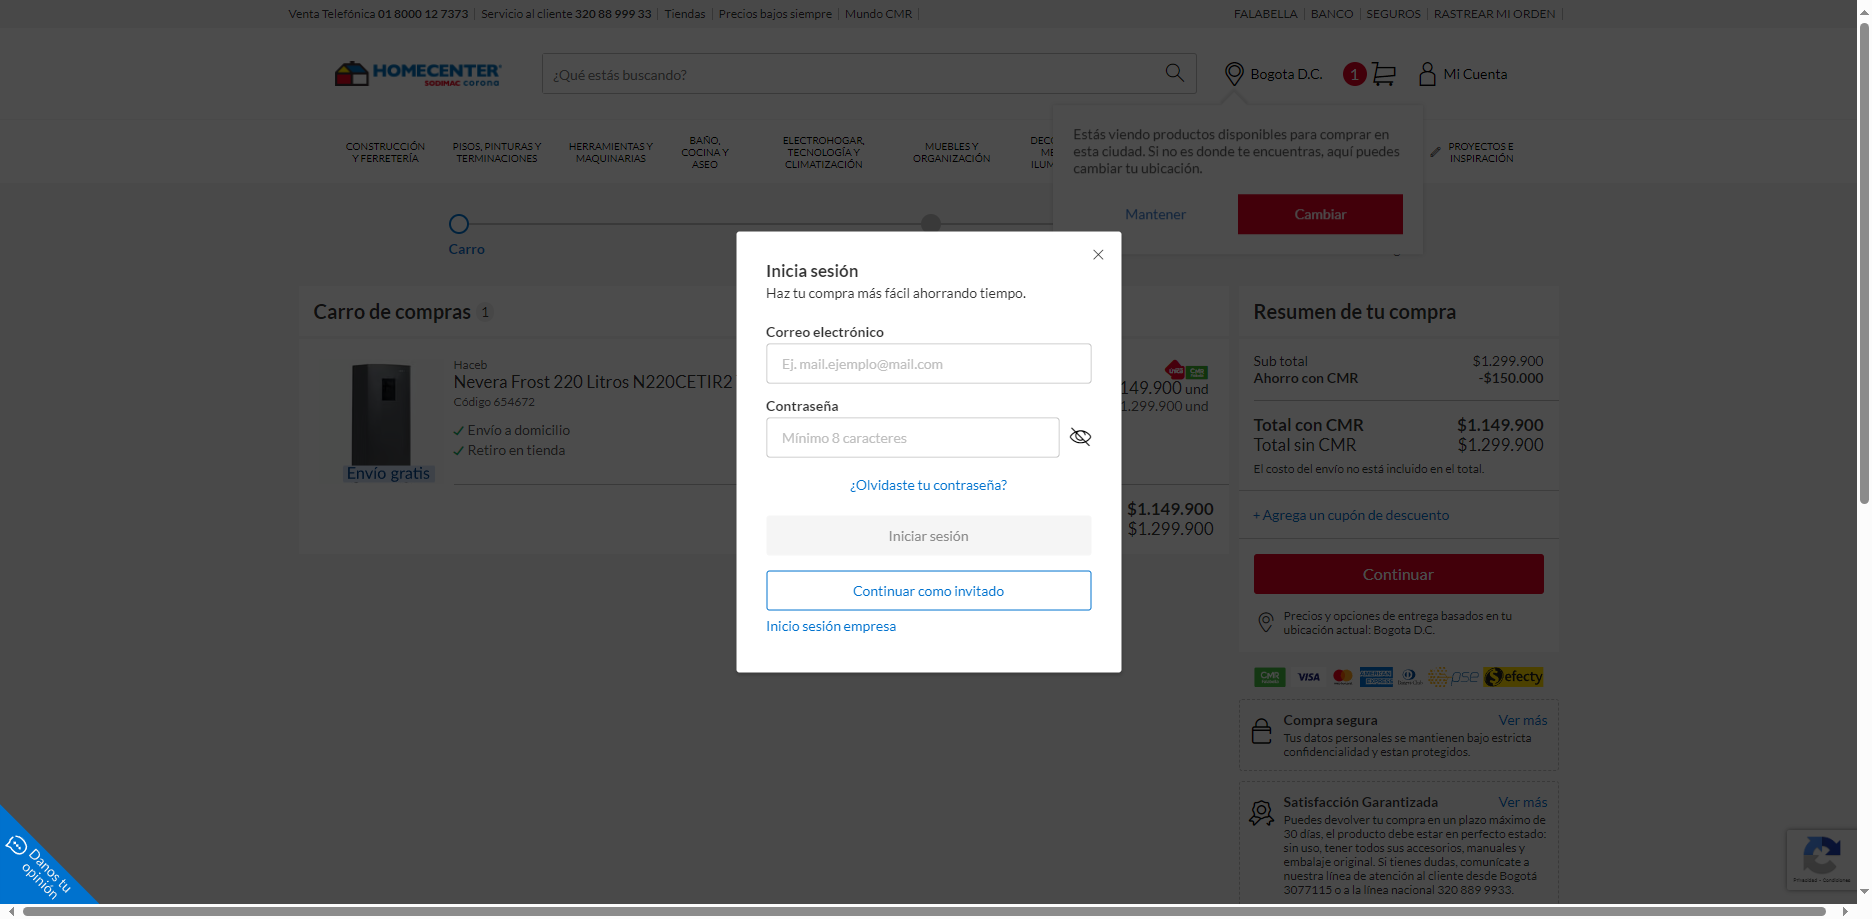 Venta Telefónica 01 8000 12 7373
Servicio al cliente 320 88 999 33
Tiendas
Precios bajos siempre
Mundo CMR
FALABELLA
BANCO
SEGUROS
RASTREAR MI ORDEN
HOMECENTER
SODIMAC corona
¿Qué estás buscando?
Bogota D.C.
1
Mi Cuenta
CONSTRUCCIÓN
Y FERRETERÍA
PISOS, PINTURAS Y
TERMINACIONES
HERRAMIENTAS Y
MAQUINARIAS
BAÑO,
COCINA Y
ASEO
ELECTROHOGAR,
TECNOLOGÍA Y
CLIMATIZACIÓN
MUEBLES Y
ORGANIZACIÓN
PROYECTOS E
INSPIRACIÓN
Estás viendo productos disponibles para comprar en
esta ciudad. Si no es donde te encuentras, aquí puedes
cambiar tu ubicación.
Mantener
Cambiar
Carro
Inicia sesión
Haz tu compra más fácil ahorrando tiempo.
Correo electrónico
Ej. mail.ejemplo@mail.com
Contraseña
Mínimo 8 caracteres
¿Olvidaste tu contraseña?
Iniciar sesión
Continuar como invitado
Inicio sesión empresa
Carro de compras 1
Haceb
Nevera Frost 220 Litros N220CETIR2
Código 654672
Envío a domicilio
Retiro en tienda
Envío gratis
149.900 und
1.299.900 und
$1.149.900
$1.299.900
Resumen de tu compra
Sub total $1.299.900
Ahorro con CMR -$150.000
Total con CMR $1.149.900
Total sin CMR $1.299.900
El costo del envío no está incluido en el total.
+ Agrega un cupón de descuento
Continuar
Precios y opciones de entrega basados en tu
ubicación actual: Bogota D.C.
CMR
VISA
pse
efecty
Compra segura Ver más
Tus datos personales se mantienen bajo estricta
confidencialidad y estan protegidos.
Satisfacción Garantizada Ver más
Puedes devolver tu compra en un plazo máximo de
30 días, el producto debe estar en perfecto estado:
sin uso, tener todos sus accesorios, manuales y
embalaje original. Si tienes dudas, comunícate a
nuestra línea de atención al cliente desde Bogotá
3077115 o a la línea nacional 320 889 9933.
Danos tu
opinión